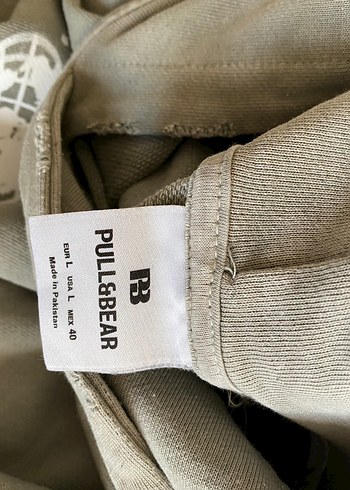 PB
PULL&BEAR
EUR L USA L MEX 40
Made in Pakistan